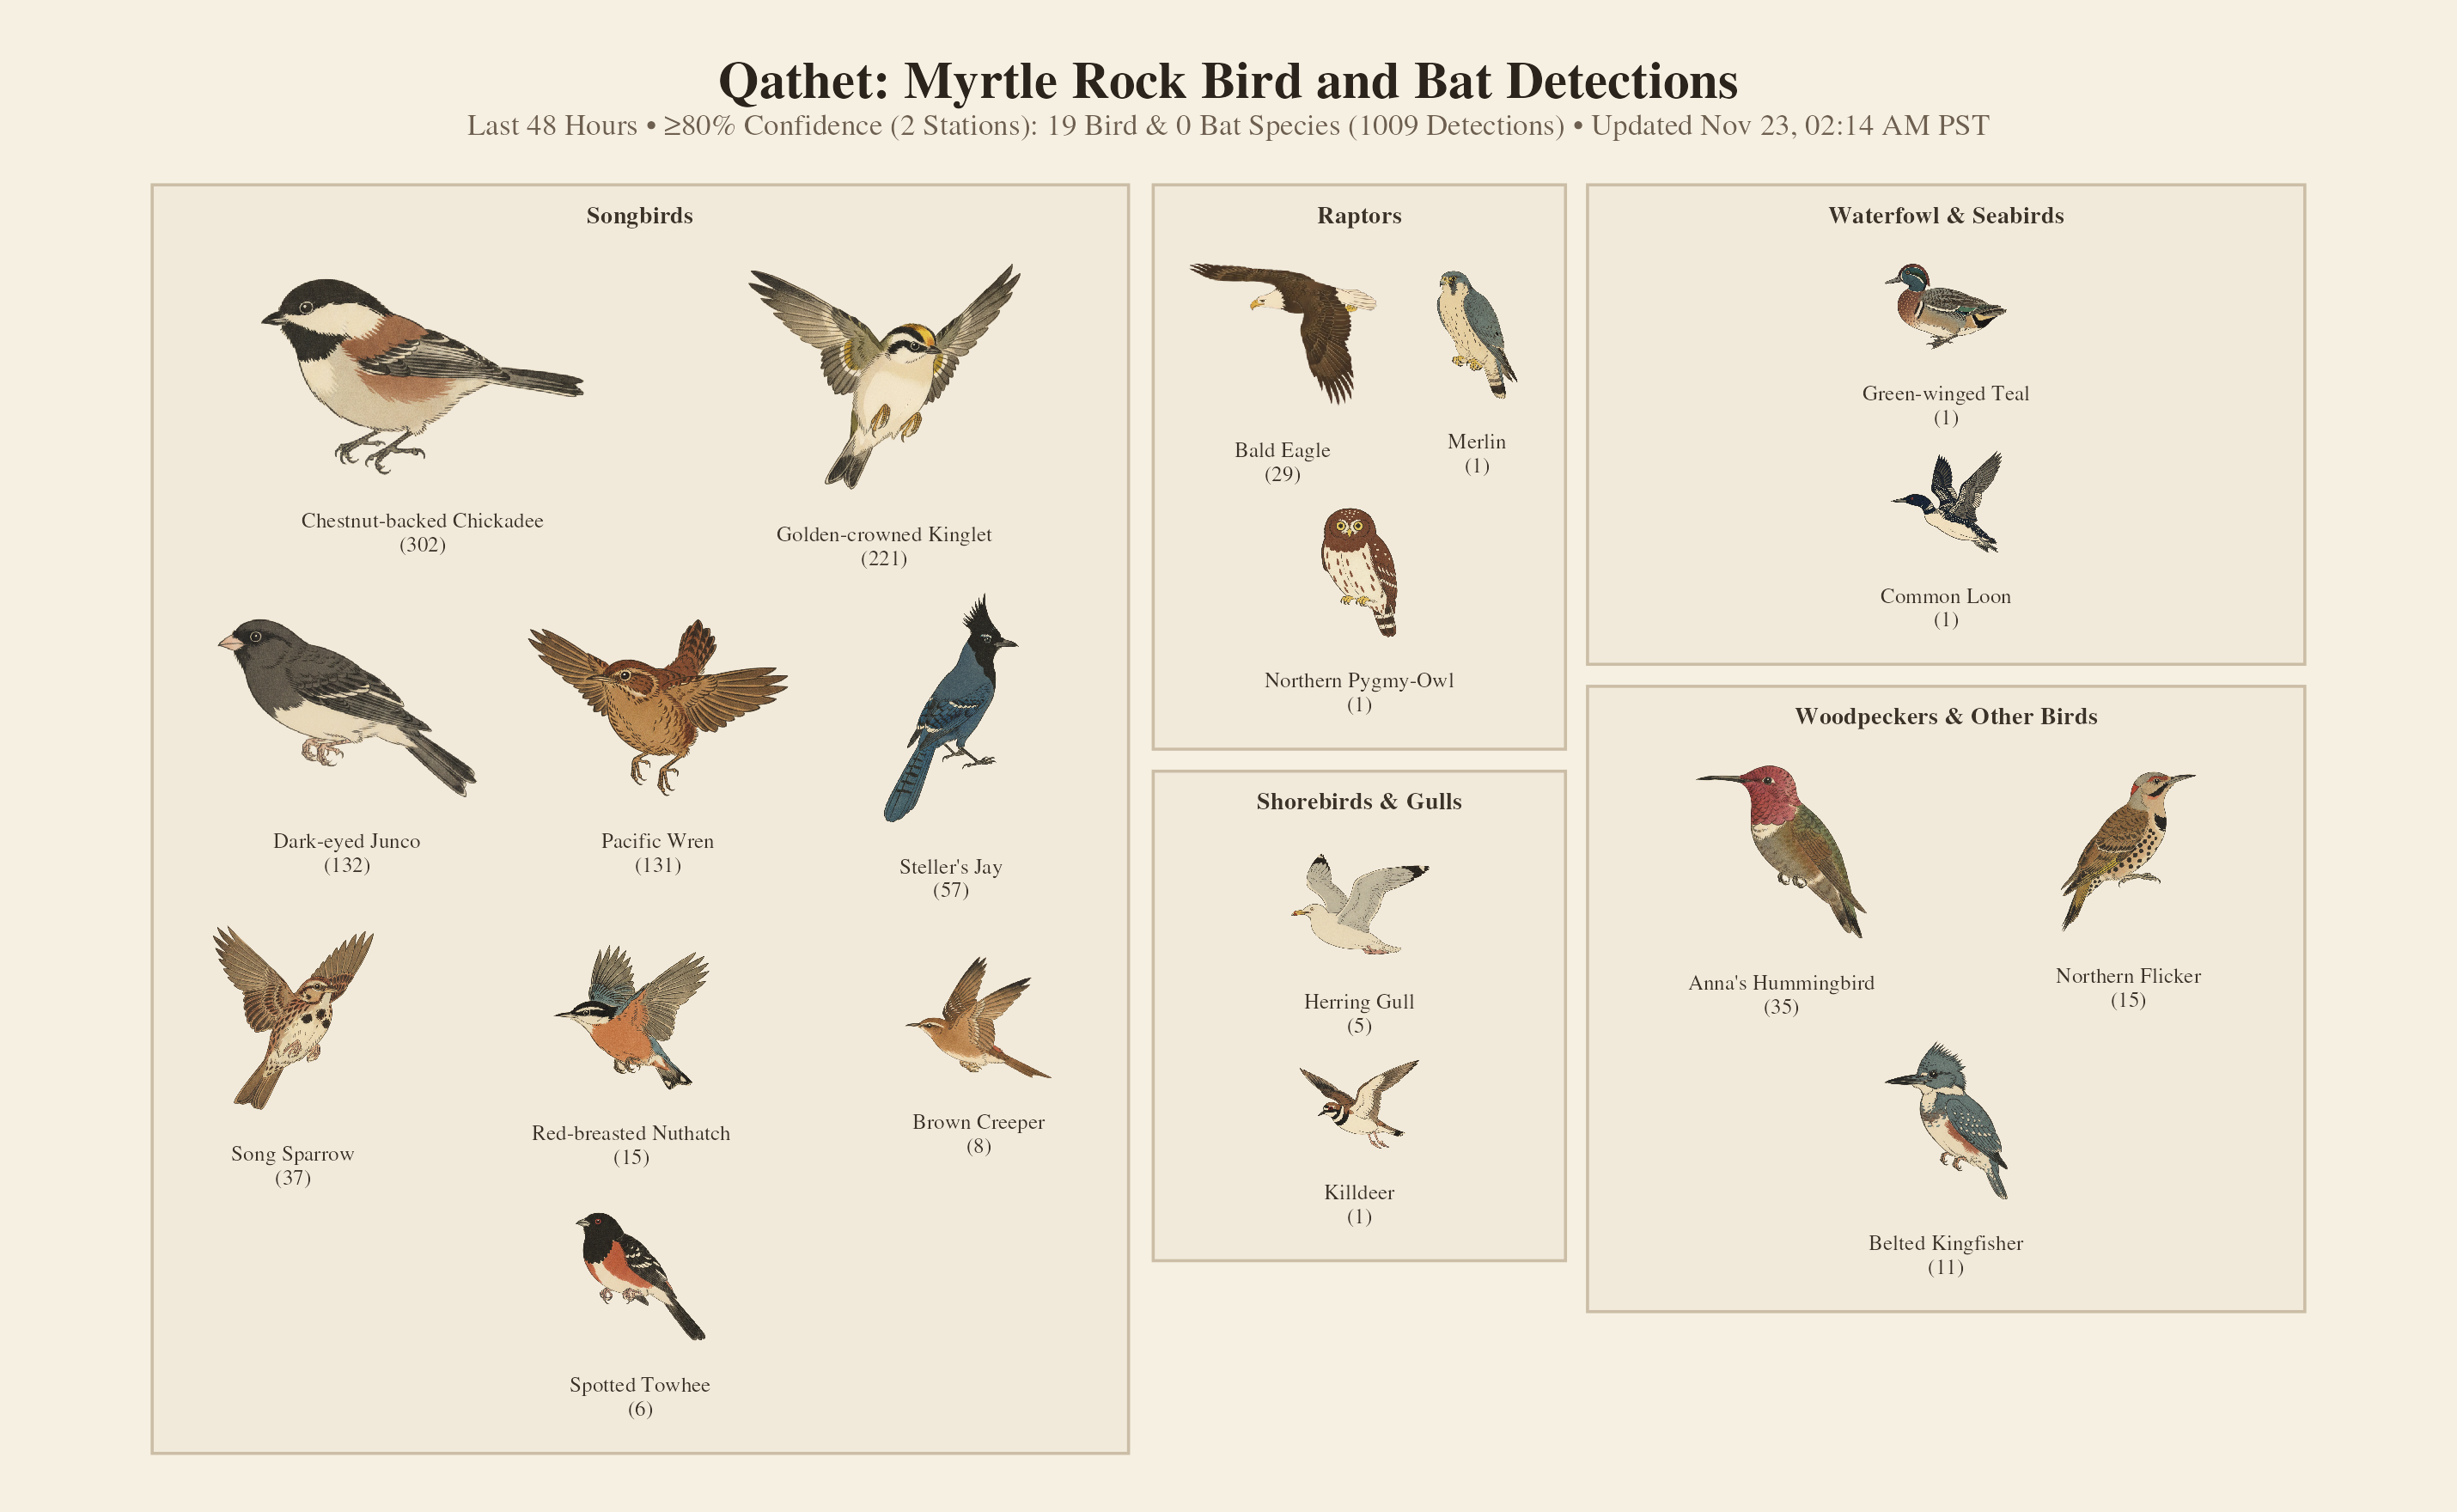 Qathet: Myrtle Rock Bird and Bat Detections
Last 48 Hours • ≥80% Confidence (2 Stations): 19 Bird & 0 Bat Species (1009 Detections) • Updated Nov 23, 02:14 AM PST
Songbirds
Chestnut-backed Chickadee
(302)
Golden-crowned Kinglet
(221)
Dark-eyed Junco
(132)
Pacific Wren
(131)
Steller's Jay
(57)
Song Sparrow
(37)
Red-breasted Nuthatch
(15)
Brown Creeper
(8)
Spotted Towhee
(6)
Raptors
Bald Eagle
(29)
Merlin
(1)
Northern Pygmy-Owl
(1)
Shorebirds & Gulls
Herring Gull
(5)
Killdeer
(1)
Waterfowl & Seabirds
Green-winged Teal
(1)
Common Loon
(1)
Woodpeckers & Other Birds
Anna's Hummingbird
(35)
Northern Flicker
(15)
Belted Kingfisher
(11)